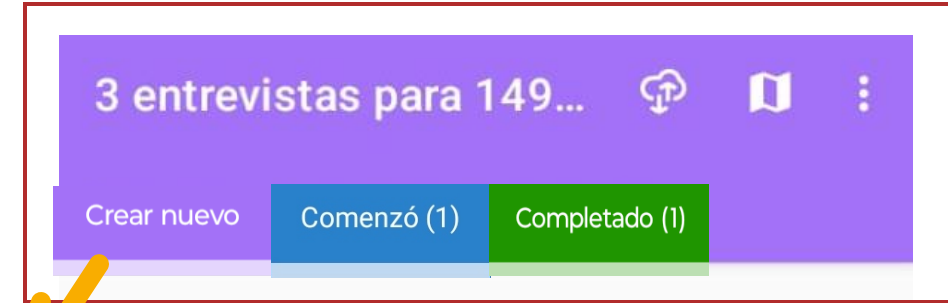 3 entrevistas para 149...
Crear nuevo Comenzó (1) Completado (1)